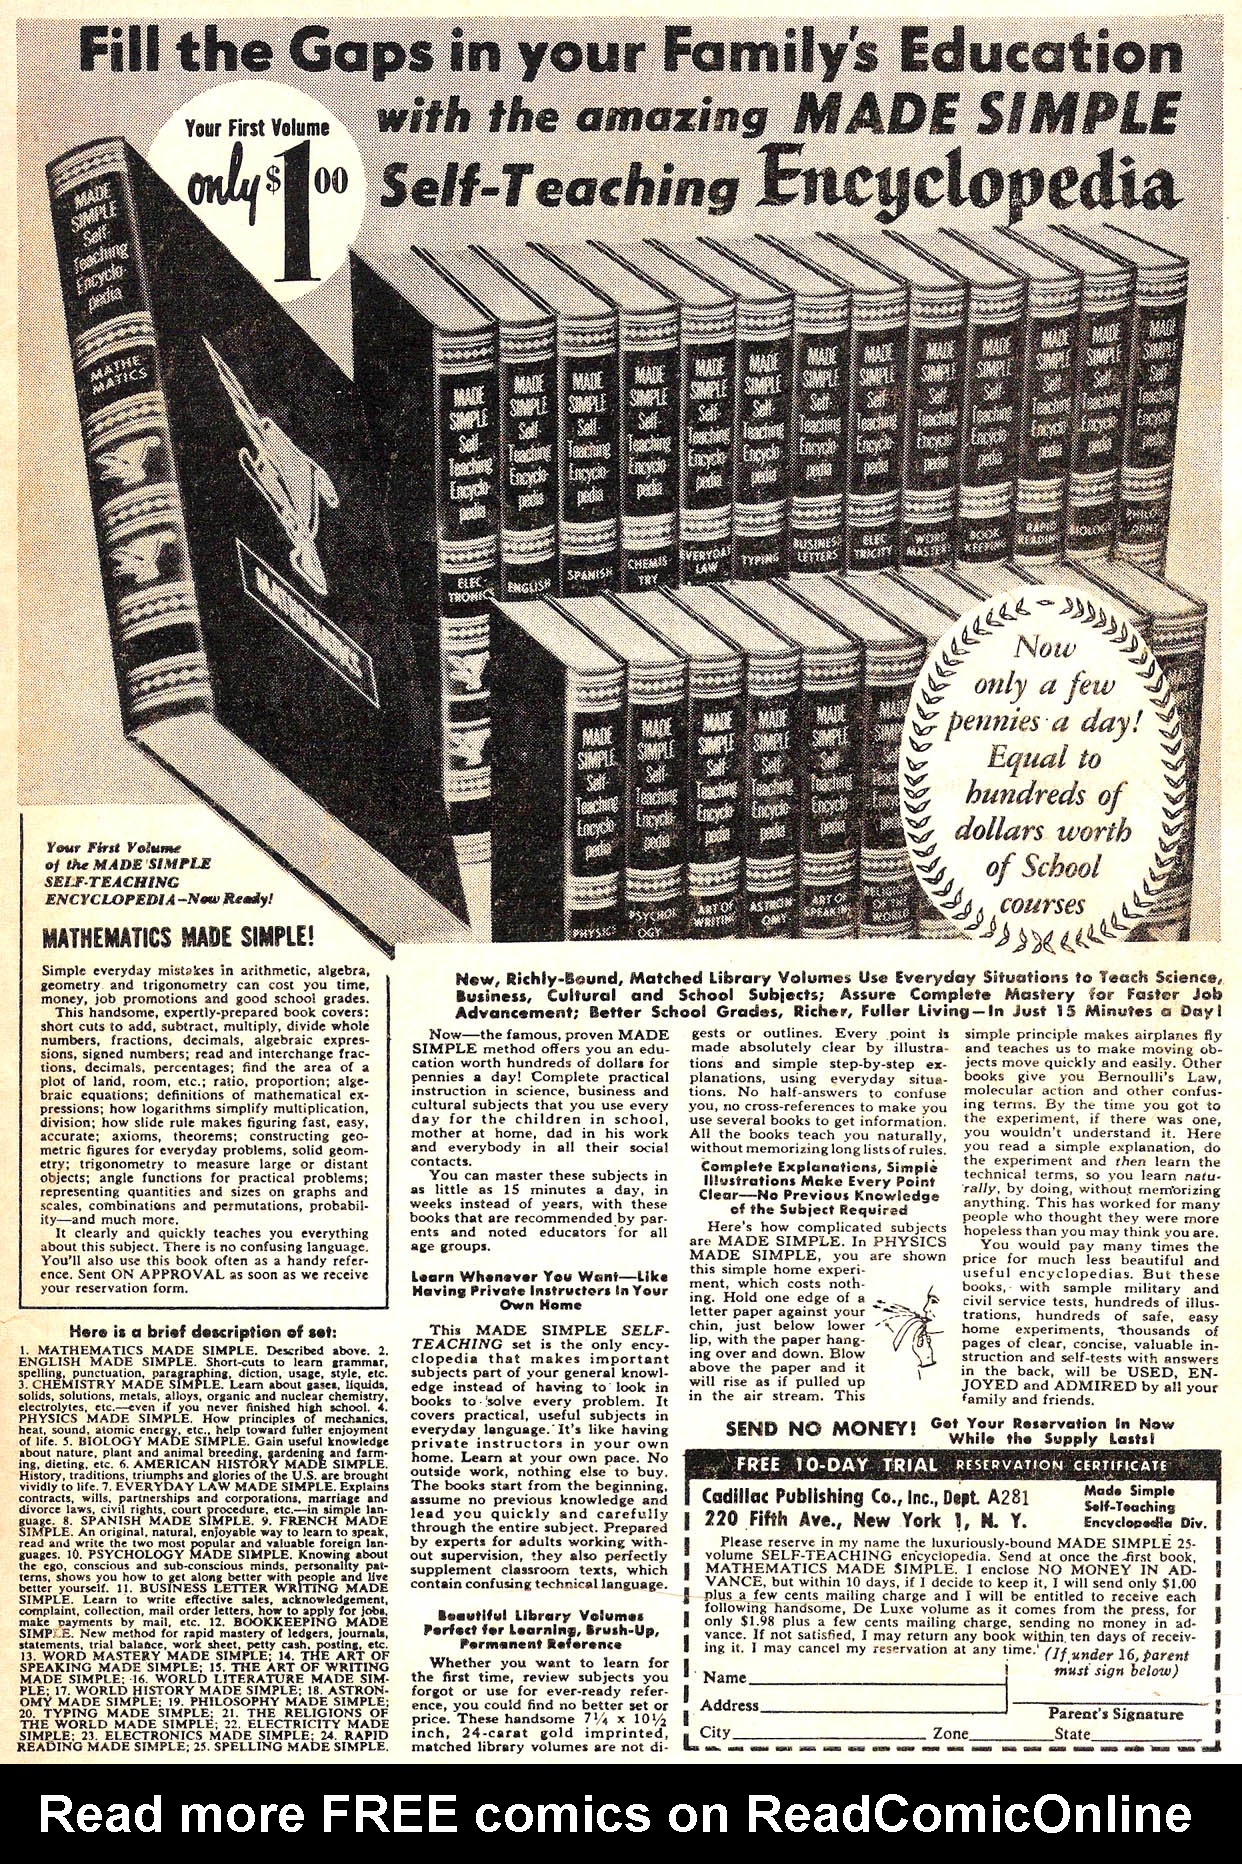 Fill the Gaps in your Family's Education
with the amazing MADE SIMPLE
Self-Teaching Encyclopedia
Your First Volume
only $1.00
MADE
SIMPLE
Self-
Teaching
Encyclo-
pedia
MATHE-
MATICS
MATHEMATICS
ELEC-
TRONICS
ENGLISH
SPANISH
CHEMIS-
TRY
EVERYDAY
LAW
TYPING
BUSINESS
LETTERS
ELEC-
TRICITY
WORD
MASTERY
BOOK-
KEEPING
RAPID
READING
BIOLOGY
PHILOS-
OPHY
PHYSICS
PSYCHOL-
OGY
ART OF
WRITING
ASTRON-
OMY
ART OF
SPEAKING
RELIGIONS
OF THE
WORLD
Now
only a few
pennies a day!
Equal to
hundreds of
dollars worth
of School
courses
Your First Volume
of the MADE SIMPLE
SELF-TEACHING
ENCYCLOPEDIA—Now Ready!
MATHEMATICS MADE SIMPLE!
Simple everyday mistakes in arithmetic, algebra,
geometry and trigonometry can cost you time,
money, job promotions and good school grades.
This handsome, expertly-prepared book covers:
short cuts to add, subtract, multiply, divide whole
numbers, fractions, decimals, algebraic expres-
sions, signed numbers; read and interchange frac-
tions, decimals, percentages; find the area of a
plot of land, room, etc.; ratio, proportion; alge-
braic equations; definitions of mathematical ex-
pressions; how logarithms simplify multiplication,
division; how slide rule makes figuring fast, easy,
accurate; axioms, theorems; constructing geo-
metric figures for everyday problems, solid geom-
etry; trigonometry to measure large or distant
objects; angle functions for practical problems;
representing quantities and sizes on graphs and
scales, combinations and permutations, probabil-
ity—and much more.
It clearly and quickly teaches you everything
about this subject. There is no confusing language.
You'll also use this book often as a handy refer-
ence. Sent ON APPROVAL as soon as we receive
your reservation form.
Here is a brief description of set:
1. MATHEMATICS MADE SIMPLE. Described above. 2.
ENGLISH MADE SIMPLE. Short-cuts to learn grammar,
spelling, punctuation, paragraphing, diction, usage, style, etc.
3. CHEMISTRY MADE SIMPLE. Learn about gases, liquids,
solids, solutions, metals, alloys, organic and nuclear chemistry,
electrolytes, etc.—even if you never finished high school. 4.
PHYSICS MADE SIMPLE. How principles of mechanics,
heat, sound, atomic energy, etc., help toward fuller enjoyment
of life. 5. BIOLOGY MADE SIMPLE. Gain useful knowledge
about nature, plant and animal breeding, gardening and farm-
ing, dieting, etc. 6. AMERICAN HISTORY MADE SIMPLE.
History, traditions, triumphs and glories of the U.S. are brought
vividly to life. 7. EVERYDAY LAW MADE SIMPLE. Explains
contracts, wills, partnerships and corporations, marriage and
divorce laws, civil rights, court procedure, etc.—in simple lan-
guage. 8. SPANISH MADE SIMPLE. 9. FRENCH MADE
SIMPLE. An original, natural, enjoyable way to learn to speak,
read and write the two most popular and valuable foreign lan-
guages. 10. PSYCHOLOGY MADE SIMPLE. Knowing about
the ego, conscious and sub-conscious minds, personality pat-
terns, shows you how to get along better with people and live
better yourself. 11. BUSINESS LETTER WRITING MADE
SIMPLE. Learn to write effective sales, acknowledgement,
complaint, collection, mail order letters, how to apply for jobs,
make payments by mail, etc. 12. BOOKKEEPING MADE
SIMPLE. New method for rapid mastery of ledgers, journals,
statements, trial balance, work sheet, petty cash, posting, etc.
13. WORD MASTERY MADE SIMPLE; 14. THE ART OF
SPEAKING MADE SIMPLE; 15. THE ART OF WRITING
MADE SIMPLE; 16. WORLD LITERATURE MADE SIM-
PLE; 17. WORLD HISTORY MADE SIMPLE; 18. ASTRON-
OMY MADE SIMPLE; 19. PHILOSOPHY MADE SIMPLE;
20. TYPING MADE SIMPLE; 21. THE RELIGIONS OF
THE WORLD MADE SIMPLE; 22. ELECTRICITY MADE
SIMPLE; 23. ELECTRONICS MADE SIMPLE; 24. RAPID
READING MADE SIMPLE; 25. SPELLING MADE SIMPLE.
New, Richly-Bound, Matched Library Volumes Use Everyday Situations to Teach Science,
Business, Cultural and School Subjects; Assure Complete Mastery for Faster Job
Advancement; Better School Grades, Richer, Fuller Living—In Just 15 Minutes a Day!
Now—the famous, proven MADE
SIMPLE method offers you an edu-
cation worth hundreds of dollars for
pennies a day! Complete practical
instruction in science, business and
cultural subjects that you use every
day for the children in school,
mother at home, dad in his work
and everybody in all their social
contacts.
You can master these subjects in
as little as 15 minutes a day, in
weeks instead of years, with these
books that are recommended by par-
ents and noted educators for all
age groups.
Learn Whenever You Want—Like
Having Private Instructors In Your
Own Home
This MADE SIMPLE SELF-
TEACHING set is the only ency-
clopedia that makes important
subjects part of your general knowl-
edge instead of having to look in
books to solve every problem. It
covers practical, useful subjects in
everyday language. It's like having
private instructors in your own
home. Learn at your own pace. No
outside work, nothing else to buy.
The books start from the beginning,
assume no previous knowledge and
lead you quickly and carefully
through the entire subject. Prepared
by experts for adults working with-
out supervision, they also perfectly
supplement classroom texts, which
contain confusing technical language.
Beautiful Library Volumes
Perfect for Learning, Brush-Up,
Permanent Reference
Whether you want to learn for
the first time, review subjects you
forgot or use for ever-ready refer-
ence, you could find no better set or
price. These handsome 7¼ x 10½
inch, 24-carat gold imprinted,
matched library volumes are not di-
gests or outlines. Every point is
made absolutely clear by illustra-
tions and simple step-by-step ex-
planations, using everyday situa-
tions. No half-answers to confuse
you, no cross-references to make you
use several books to get information.
All the books teach you naturally,
without memorizing long lists of rules.
Complete Explanations, Simple
Illustrations Make Every Point
Clear—No Previous Knowledge
of the Subject Required
Here's how complicated subjects
are MADE SIMPLE. In PHYSICS
MADE SIMPLE, you are shown
this simple home experi-
ment, which costs noth-
ing. Hold one edge of a
letter paper against your
chin, just below lower
lip, with the paper hang-
ing over and down. Blow
above the paper and it
will rise as if pulled up
in the air stream. This
simple principle makes airplanes fly
and teaches us to make moving ob-
jects move quickly and easily. Other
books give you Bernoulli's Law,
molecular action and other confus-
ing terms. By the time you got to
the experiment, if there was one,
you wouldn't understand it. Here
you read a simple explanation, do
the experiment and then learn the
technical terms, so you learn natu-
rally, by doing, without memorizing
anything. This has worked for many
people who thought they were more
hopeless than you may think you are.
You would pay many times the
price for much less beautiful and
useful encyclopedias. But these
books, with sample military and
civil service tests, hundreds of illus-
trations, hundreds of safe, easy
home experiments, thousands of
pages of clear, concise, valuable in-
struction and self-tests with answers
in the back, will be USED, EN-
JOYED and ADMIRED by all your
family and friends.
SEND NO MONEY! Get Your Reservation In Now
While the Supply Lasts!
FREE 10-DAY TRIAL RESERVATION CERTIFICATE
Cadillac Publishing Co., Inc., Dept. A281
220 Fifth Ave., New York 1, N. Y.
Made Simple
Self-Teaching
Encyclopedia Div.
Please reserve in my name the luxuriously-bound MADE SIMPLE 25-
volume SELF-TEACHING encyclopedia. Send at once the first book,
MATHEMATICS MADE SIMPLE. I enclose NO MONEY IN AD-
VANCE, but within 10 days, if I decide to keep it, I will send only $1.00
plus a few cents mailing charge and I will be entitled to receive each
following handsome, De Luxe volume as it comes from the press, for
only $1.98 plus a few cents mailing charge, sending no money in ad-
vance. If not satisfied, I may return any book within ten days of receiv-
ing it. I may cancel my reservation at any time. (If under 16, parent
must sign below)
Name
Address
Parent's Signature
City Zone State
Read more FREE comics on ReadComicOnline